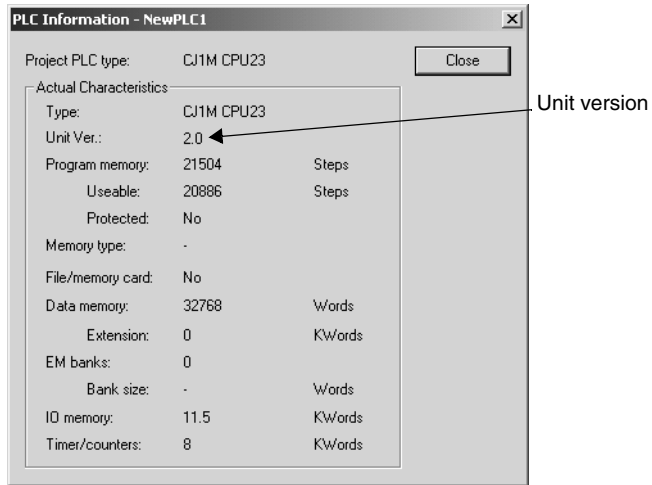 PLC Information - NewPLC1
Project PLC type: CJ1M CPU23 Close
Actual Characteristics
Type: CJ1M CPU23
Unit version
Unit Ver.: 2.0
Program memory: 21504 Steps
Useable: 20886 Steps
Protected: No
Memory type: -
File/memory card: No
Data memory: 32768 Words
Extension: 0 KWords
EM banks: 0
Bank size: - Words
IO memory: 11.5 KWords
Timer/counters: 8 KWords